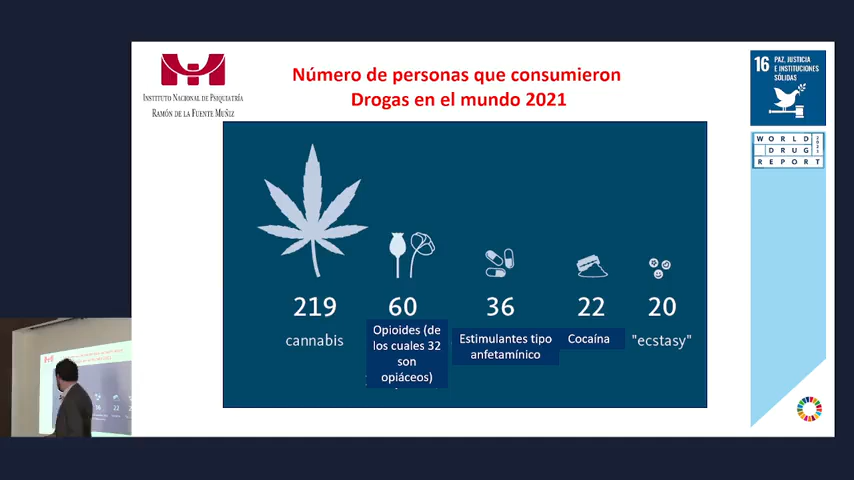 INSTITUTO NACIONAL DE PSIQUIATRÍA
RAMÓN DE LA FUENTE MUÑIZ
Número de personas que consumieron
Drogas en el mundo 2021
16 PAZ, JUSTICIA
E INSTITUCIONES
SÓLIDAS
WORLD
DRUG
REPORT
2021
219
cannabis
60
Opioides (de
los cuales 32
son
opiáceos)
36
Estimulantes tipo
anfetamínico
22
Cocaína
20
"ecstasy"